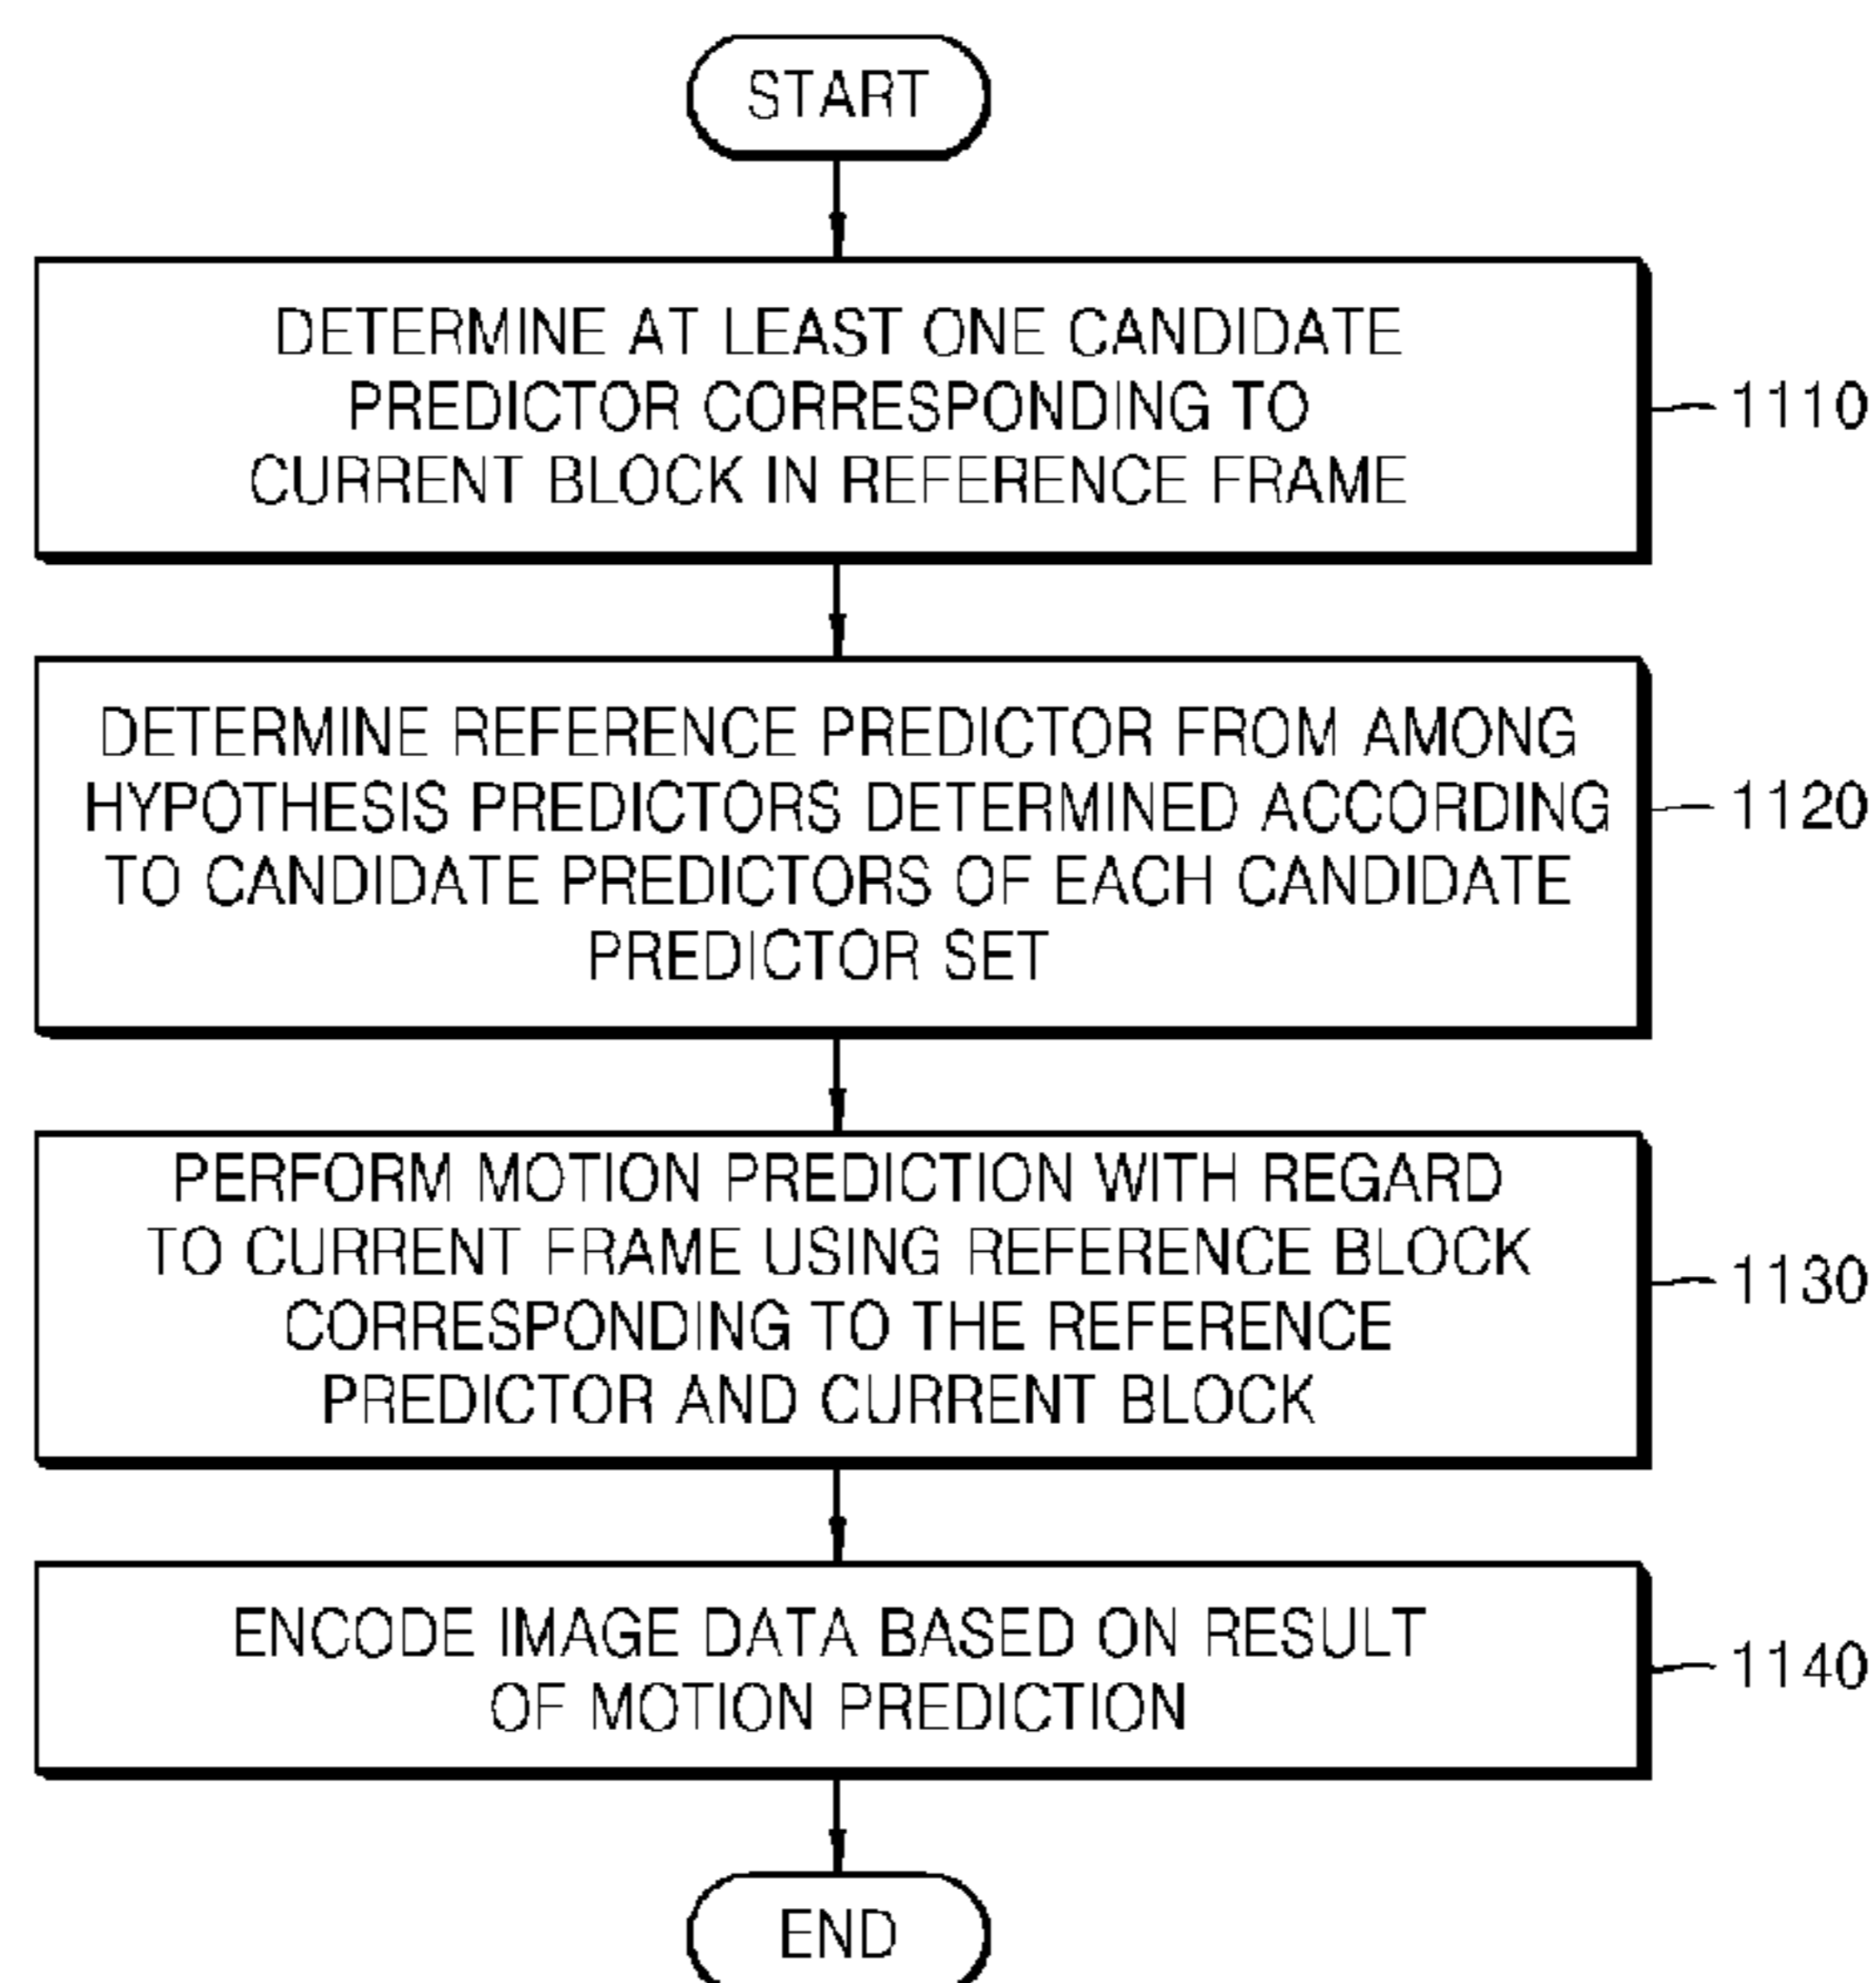 START
DETERMINE AT LEAST ONE CANDIDATE
PREDICTOR CORRESPONDING TO
CURRENT BLOCK IN REFERENCE FRAME
1110
DETERMINE REFERENCE PREDICTOR FROM AMONG
HYPOTHESIS PREDICTORS DETERMINED ACCORDING
TO CANDIDATE PREDICTORS OF EACH CANDIDATE
PREDICTOR SET
1120
PERFORM MOTION PREDICTION WITH REGARD
TO CURRENT FRAME USING REFERENCE BLOCK
CORRESPONDING TO THE REFERENCE
PREDICTOR AND CURRENT BLOCK
1130
ENCODE IMAGE DATA BASED ON RESULT
OF MOTION PREDICTION
1140
END